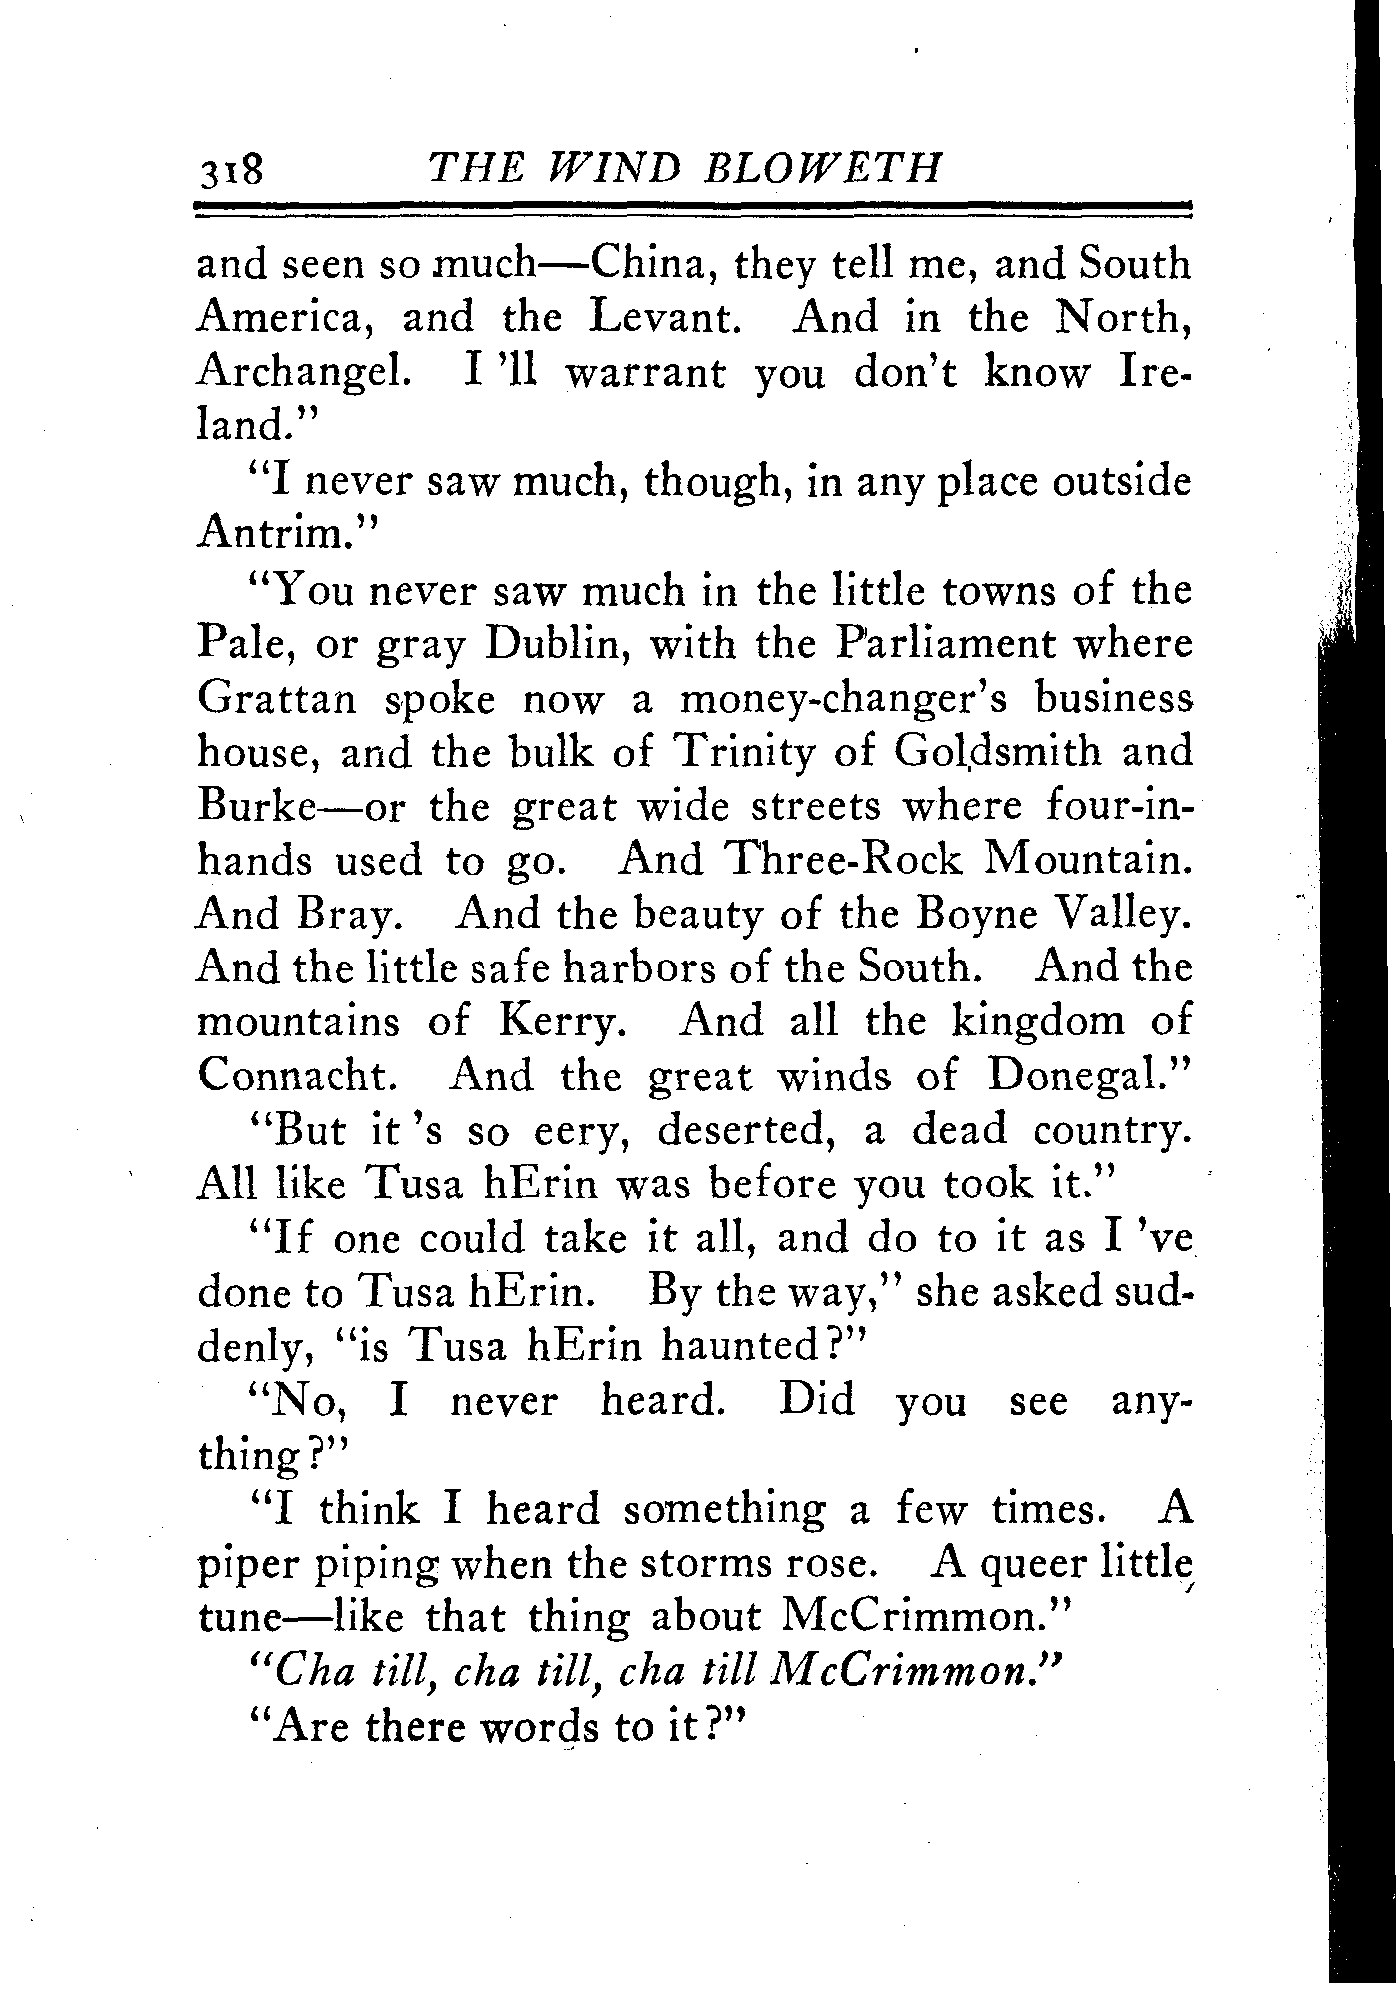 318 THE WIND BLOWETH
and seen so much—China, they tell me, and South
America, and the Levant. And in the North,
Archangel. I 'll warrant you don't know Ire-
land."
"I never saw much, though, in any place outside
Antrim."
"You never saw much in the little towns of the
Pale, or gray Dublin, with the Parliament where
Grattan spoke now a money-changer's business
house, and the bulk of Trinity of Goldsmith and
Burke—or the great wide streets where four-in-
hands used to go. And Three-Rock Mountain.
And Bray. And the beauty of the Boyne Valley.
And the little safe harbors of the South. And the
mountains of Kerry. And all the kingdom of
Connacht. And the great winds of Donegal."
"But it 's so eery, deserted, a dead country.
All like Tusa hErin was before you took it."
"If one could take it all, and do to it as I 've
done to Tusa hErin. By the way," she asked sud-
denly, "is Tusa hErin haunted?"
"No, I never heard. Did you see any-
thing?"
"I think I heard something a few times. A
piper piping when the storms rose. A queer little
tune—like that thing about McCrimmon."
"Cha till, cha till, cha till McCrimmon."
"Are there words to it?"